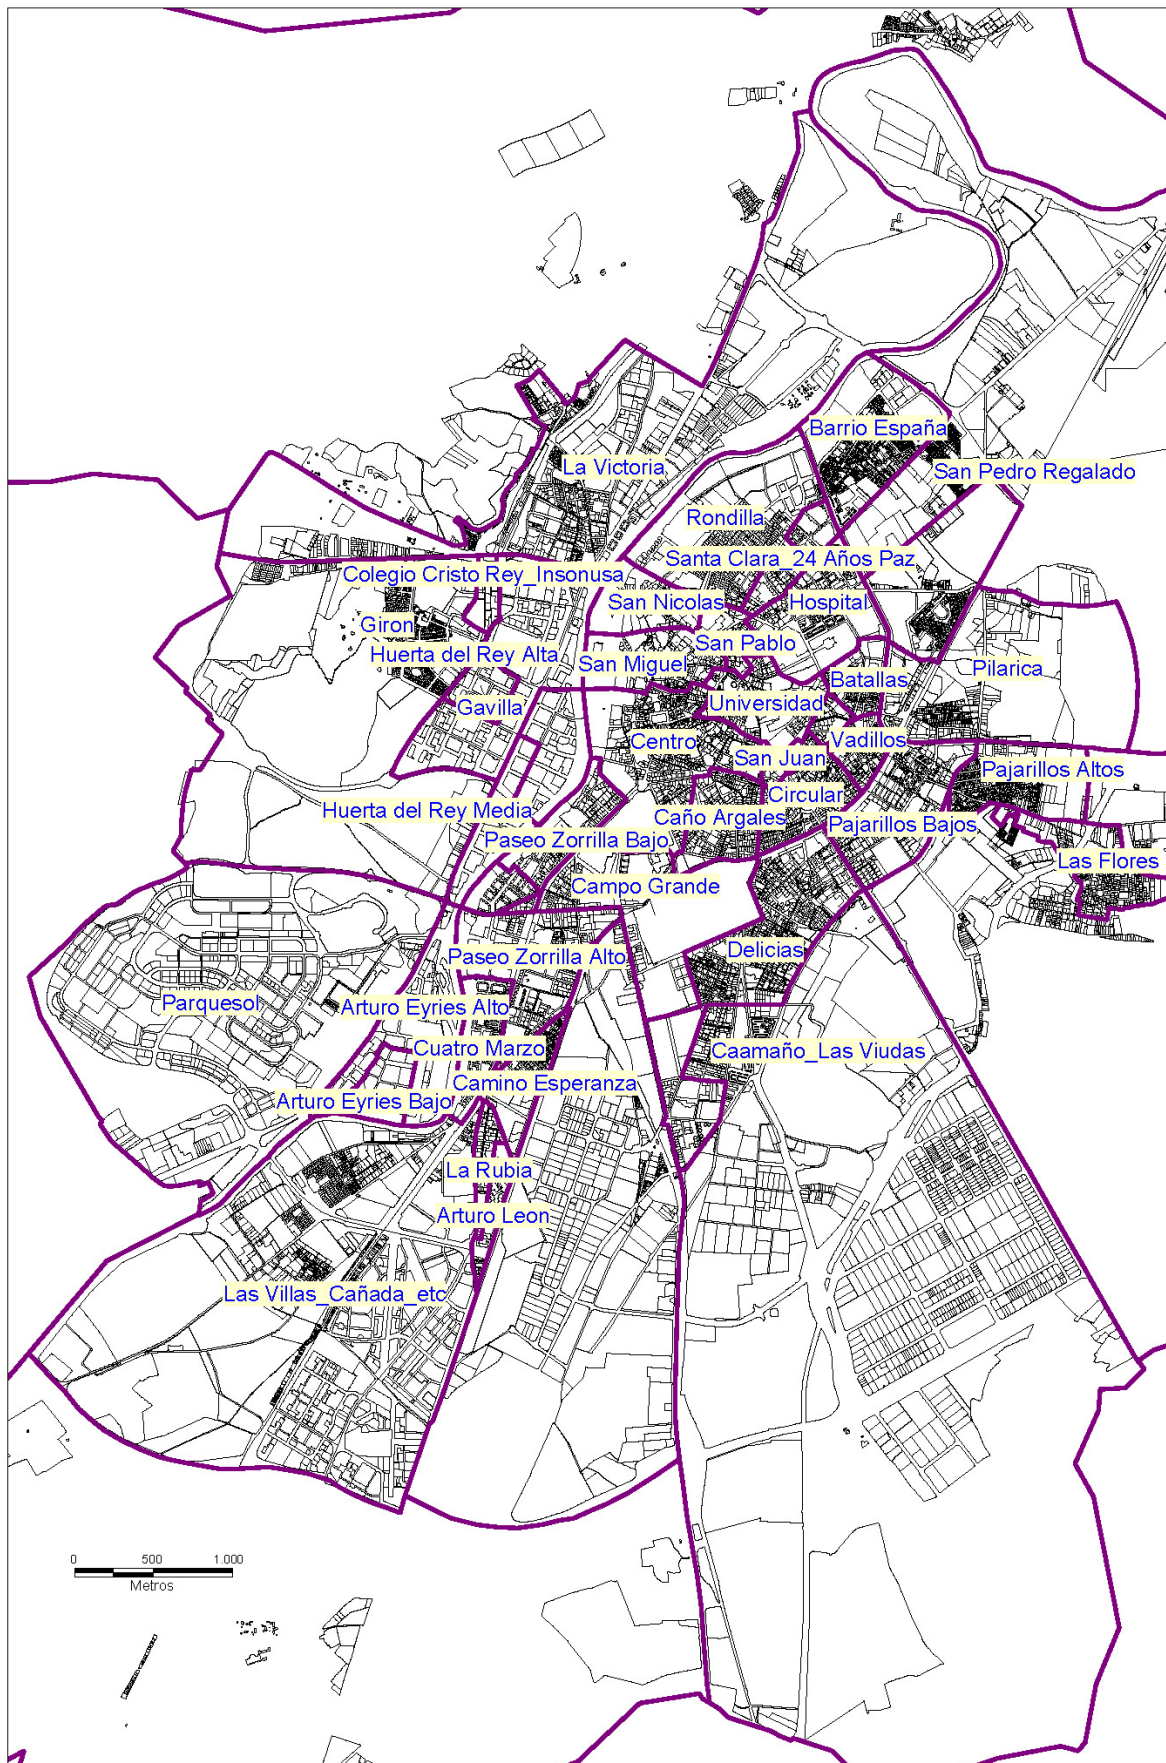 Barrio España
La Victoria
San Pedro Regalado
Rondilla
Santa Clara_24 Años Paz
Colegio Cristo Rey_Insonusa
San Nicolas
Hospital
Giron
San Pablo
Huerta del Rey Alta
San Miguel
Pilarica
Batallas
Gavilla
Universidad
Centro
Vadillos
San Juan
Pajarillos Altos
Circular
Huerta del Rey Media
Caño Argales
Pajarillos Bajos
Paseo Zorrilla Bajo
Las Flores
Campo Grande
Delicias
Paseo Zorrilla Alto
Parquesol
Arturo Eyries Alto
Cuatro Marzo
Caamaño_Las Viudas
Camino Esperanza
Arturo Eyries Bajo
La Rubia
Arturo Leon
Las Villas_Cañada_etc
0 500 1.000
Metros